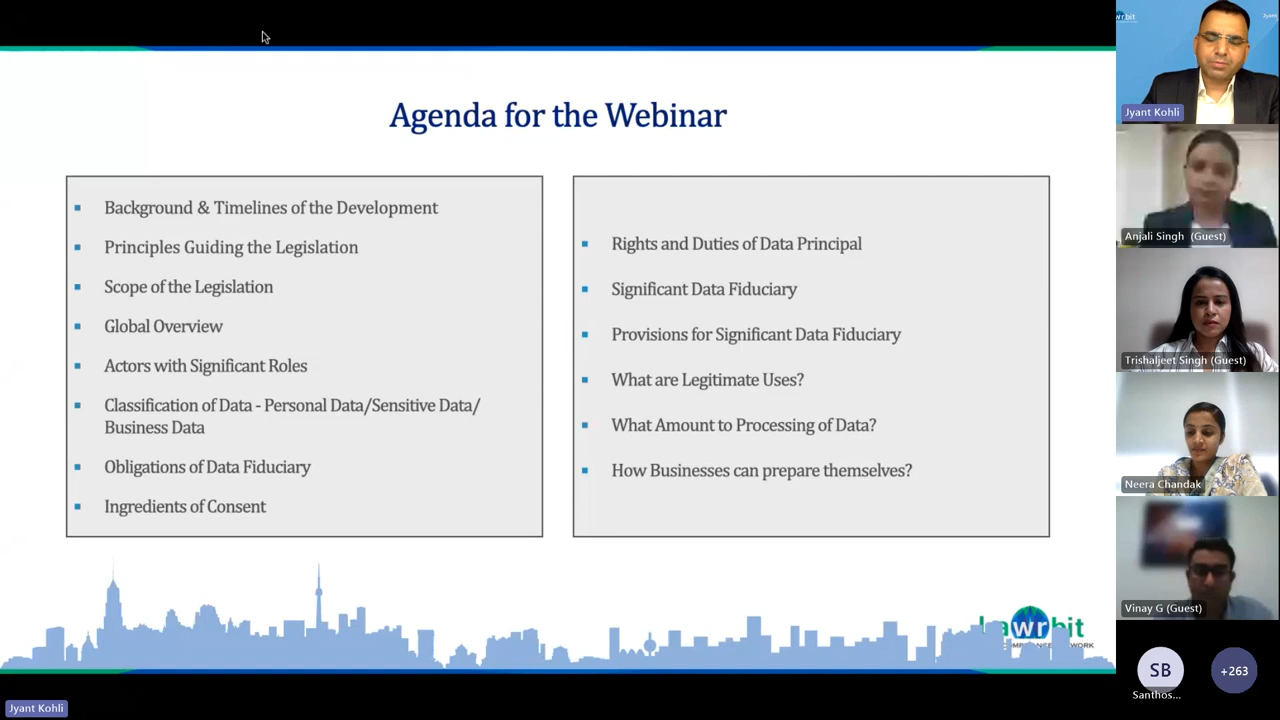 Agenda for the Webinar
Background & Timelines of the Development
Principles Guiding the Legislation
Scope of the Legislation
Global Overview
Actors with Significant Roles
Classification of Data - Personal Data/Sensitive Data/
Business Data
Obligations of Data Fiduciary
Ingredients of Consent
Rights and Duties of Data Principal
Significant Data Fiduciary
Provisions for Significant Data Fiduciary
What are Legitimate Uses?
What Amount to Processing of Data?
How Businesses can prepare themselves?
Jyant Kohli
Anjali Singh (Guest)
Trishaljeet Singh (Guest)
Neera Chandak
Vinay G (Guest)
SB
Santhos...
+263
Jyant Kohli